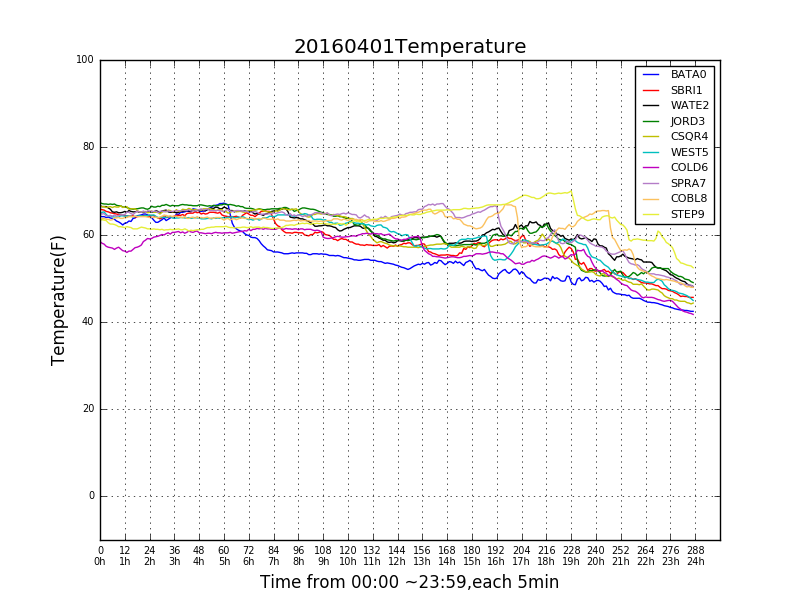 20160401Temperature
100
80
60
40
20
0
Temperature(F)
BATA0
SBRI1
WATE2
JORD3
CSQR4
WEST5
COLD6
SPRA7
COBL8
STEP9
0 12 24 36 48 60 72 84 96 108 120 132 144 156 168 180 192 204 216 228 240 252 264 276 288
0h 1h 2h 3h 4h 5h 6h 7h 8h 9h 10h 11h 12h 13h 14h 15h 16h 17h 18h 19h 20h 21h 22h 23h 24h
Time from 00:00 ~23:59,each 5min